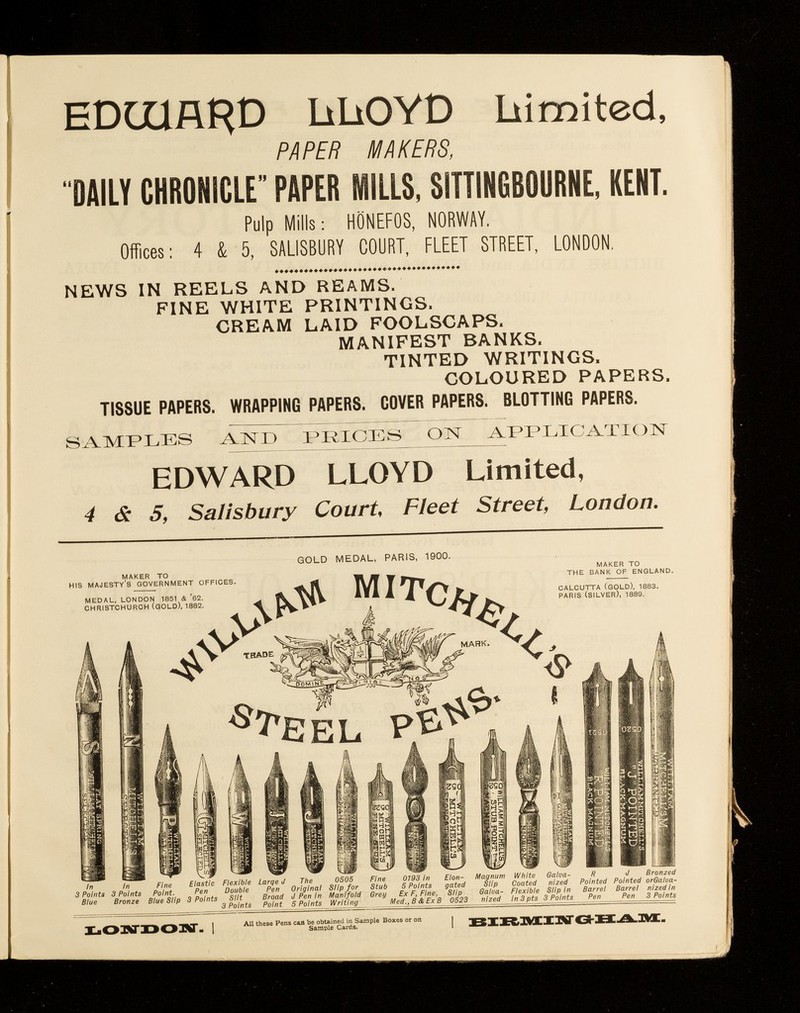 EDWARD LLOYD Limited,
PAPER MAKERS,
"DAILY CHRONICLE" PAPER MILLS, SITTINGBOURNE, KENT.
Pulp Mills: HÖNEFOS, NORWAY.
Offices: 4 & 5, SALISBURY COURT, FLEET STREET, LONDON.
NEWS IN REELS AND REAMS.
FINE WHITE PRINTINGS.
CREAM LAID FOOLSCAPS.
MANIFEST BANKS.
TINTED WRITINGS.
COLOURED PAPERS.
TISSUE PAPERS. WRAPPING PAPERS. COVER PAPERS. BLOTTING PAPERS.
SAMPLES AND PRICES ON APPLICATION
EDWARD LLOYD Limited,
4 & 5, Salisbury Court, Fleet Street, London.
GOLD MEDAL, PARIS, 1900.
MAKER TO
HIS MAJESTY'S GOVERNMENT OFFICES.
MEDAL, LONDON 1851 & '62.
CHRISTCHURCH (GOLD), 1882.
MAKER TO
THE BANK OF ENGLAND.
CALCUTTA (GOLD), 1883.
PARIS (SILVER), 1889.
WILLIAM MITCHELL'S
TRADE MARK.
STEEL PENS.
In 3 Points Blue
In 3 Points Bronze
Fine Point. Blue Slip
Elastic Pen 3 Points
Flexible Double Slit 3 Points
Large J Pen Broad Point
The Original J Pen in 5 Points
0505 Slip for Manifold Writing
Fine Stub Grey
0193 in 5 Points Ex F, Fine, Med., B & Ex B
Elon- gated Slip 0523
Magnum Slip Galva- nized
White Coated Flexible In 3 pts
Galva- nized Slip in 3 Points
R Pointed Barrel Pen
J Pointed Barrel Pen
Bronzed or Galva- nized in 3 Points
LONDON.
All these Pens can be obtained in Sample Boxes or on
Sample Cards.
BIRMINGHAM.